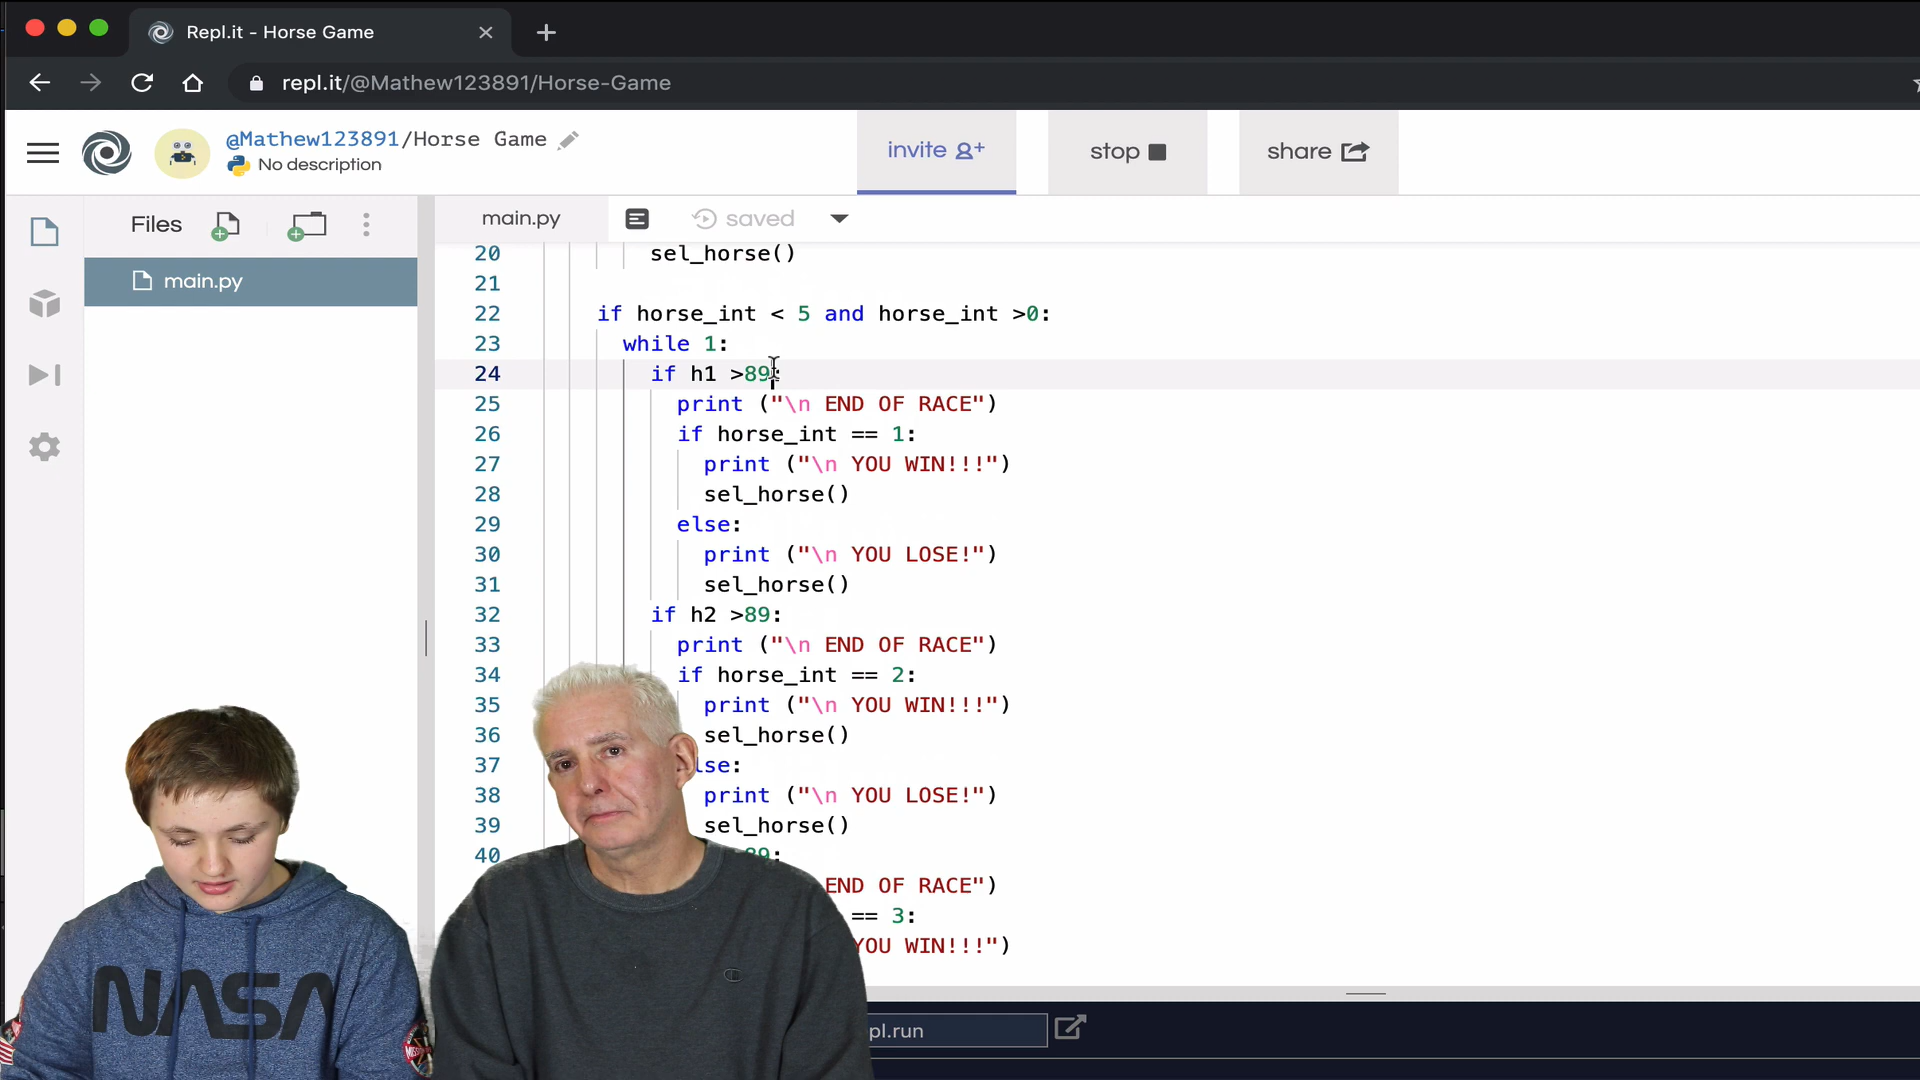 Repl.it - Horse Game
repl.it/@Mathew123891/Horse-Game
@Mathew123891/Horse Game
No description
invite
stop
share
Files
main.py
saved
main.py
20 sel_horse()
21
22 if horse_int < 5 and horse_int >0:
23 while 1:
24 if h1 >89:
25 print ("\n END OF RACE")
26 if horse_int == 1:
27 print ("\n YOU WIN!!!")
28 sel_horse()
29 else:
30 print ("\n YOU LOSE!")
31 sel_horse()
32 if h2 >89:
33 print ("\n END OF RACE")
34 if horse_int == 2:
35 print ("\n YOU WIN!!!")
36 sel_horse()
37 lse:
38 print ("\n YOU LOSE!")
39 sel_horse()
40 89:
END OF RACE")
== 3:
YOU WIN!!!")
pl.run
NASA